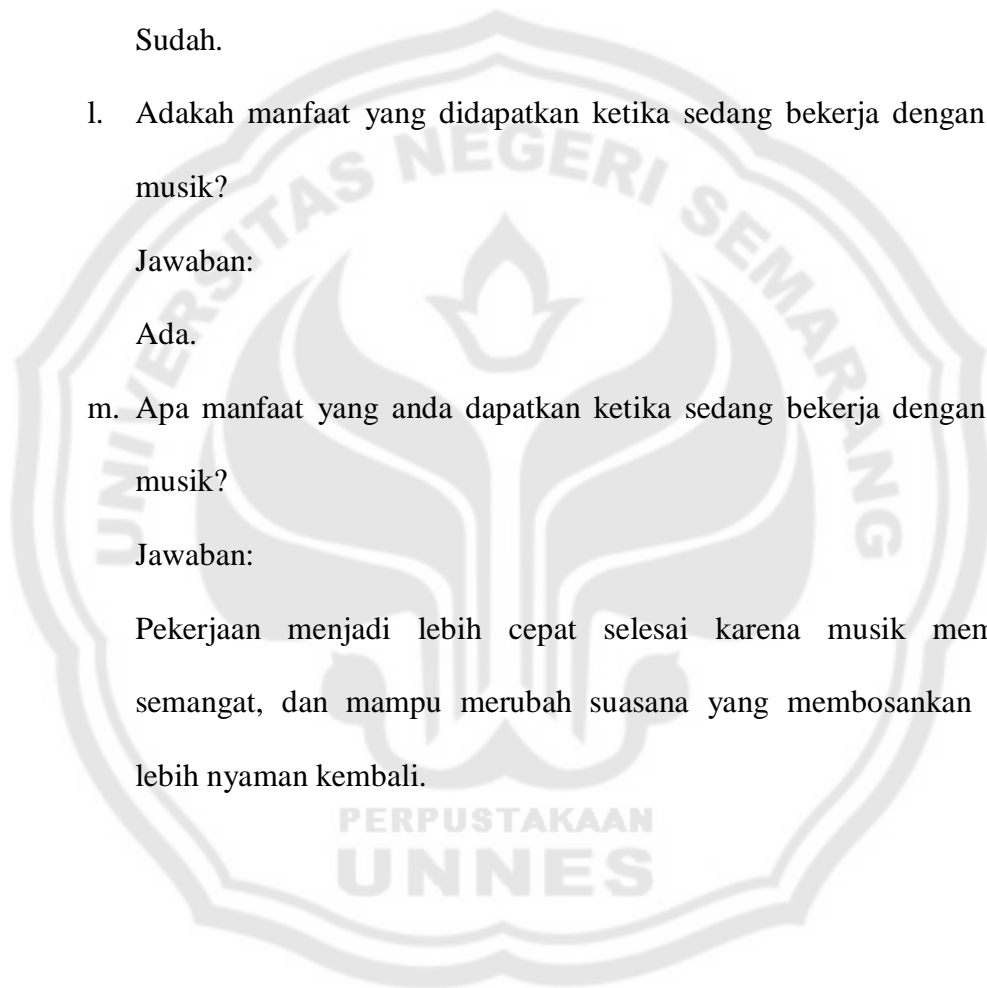 Sudah.
l. Adakah manfaat yang didapatkan ketika sedang bekerja dengan
musik?
Jawaban:
Ada.
m. Apa manfaat yang anda dapatkan ketika sedang bekerja dengan
musik?
Jawaban:
Pekerjaan menjadi lebih cepat selesai karena musik
semangat, dan mampu merubah suasana yang membosankan
lebih nyaman kembali.
UNIVERSITAS NEGERI SEMARANG
PERPUSTAKAAN
UNNES